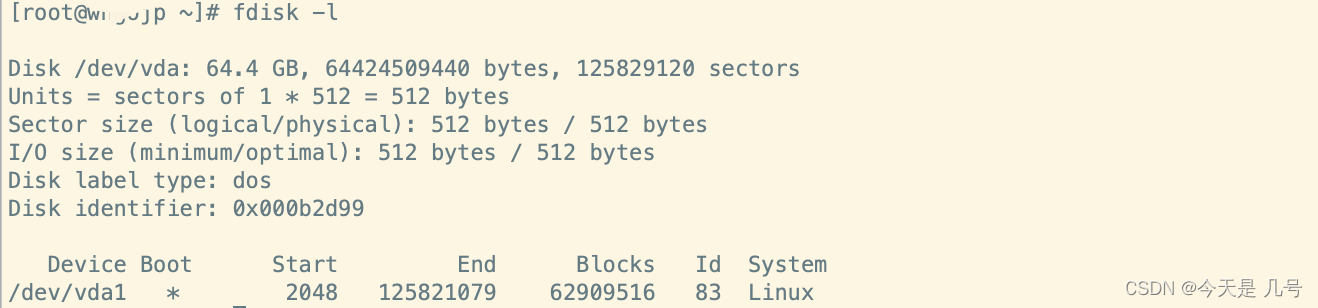 [root@ ~]# fdisk -l
Disk /dev/vda: 64.4 GB, 64424509440 bytes, 125829120 sectors
Units = sectors of 1 * 512 = 512 bytes
Sector size (logical/physical): 512 bytes / 512 bytes
I/O size (minimum/optimal): 512 bytes / 512 bytes
Disk label type: dos
Disk identifier: 0x000b2d99
Device Boot Start End Blocks Id System
/dev/vda1 * 2048 125821079 62909516 83 Linux
CSDN @今天是 几号